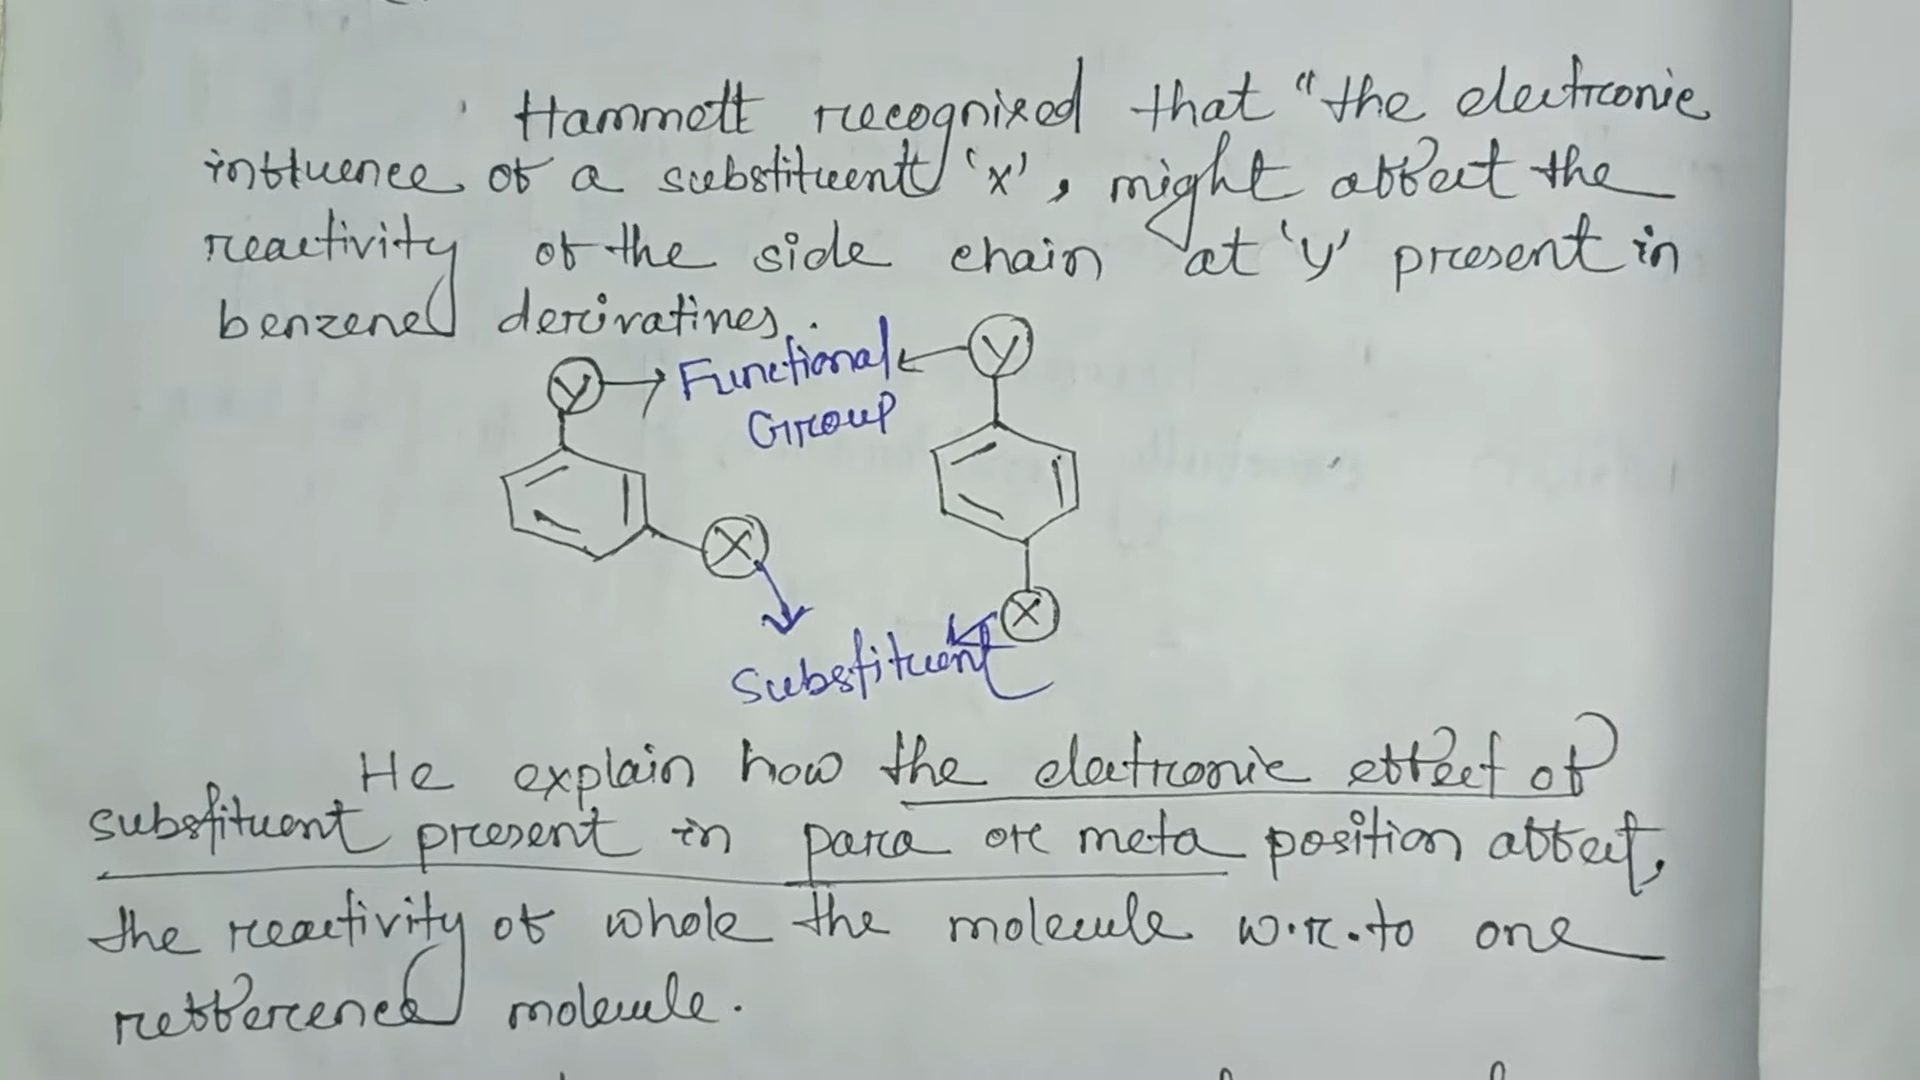 Hammett recognized that "the electronic
influence of a substituent 'x', might affect the
reactivity of the side chain at 'y' present in
benzene derivatines.
Y → Functional ← Y
Group
X
X
Substituent
He explain how the electronic effect of
substituent present in para or meta position affect,
the reactivity of whole the molecule w.r.to one
refference molecule.